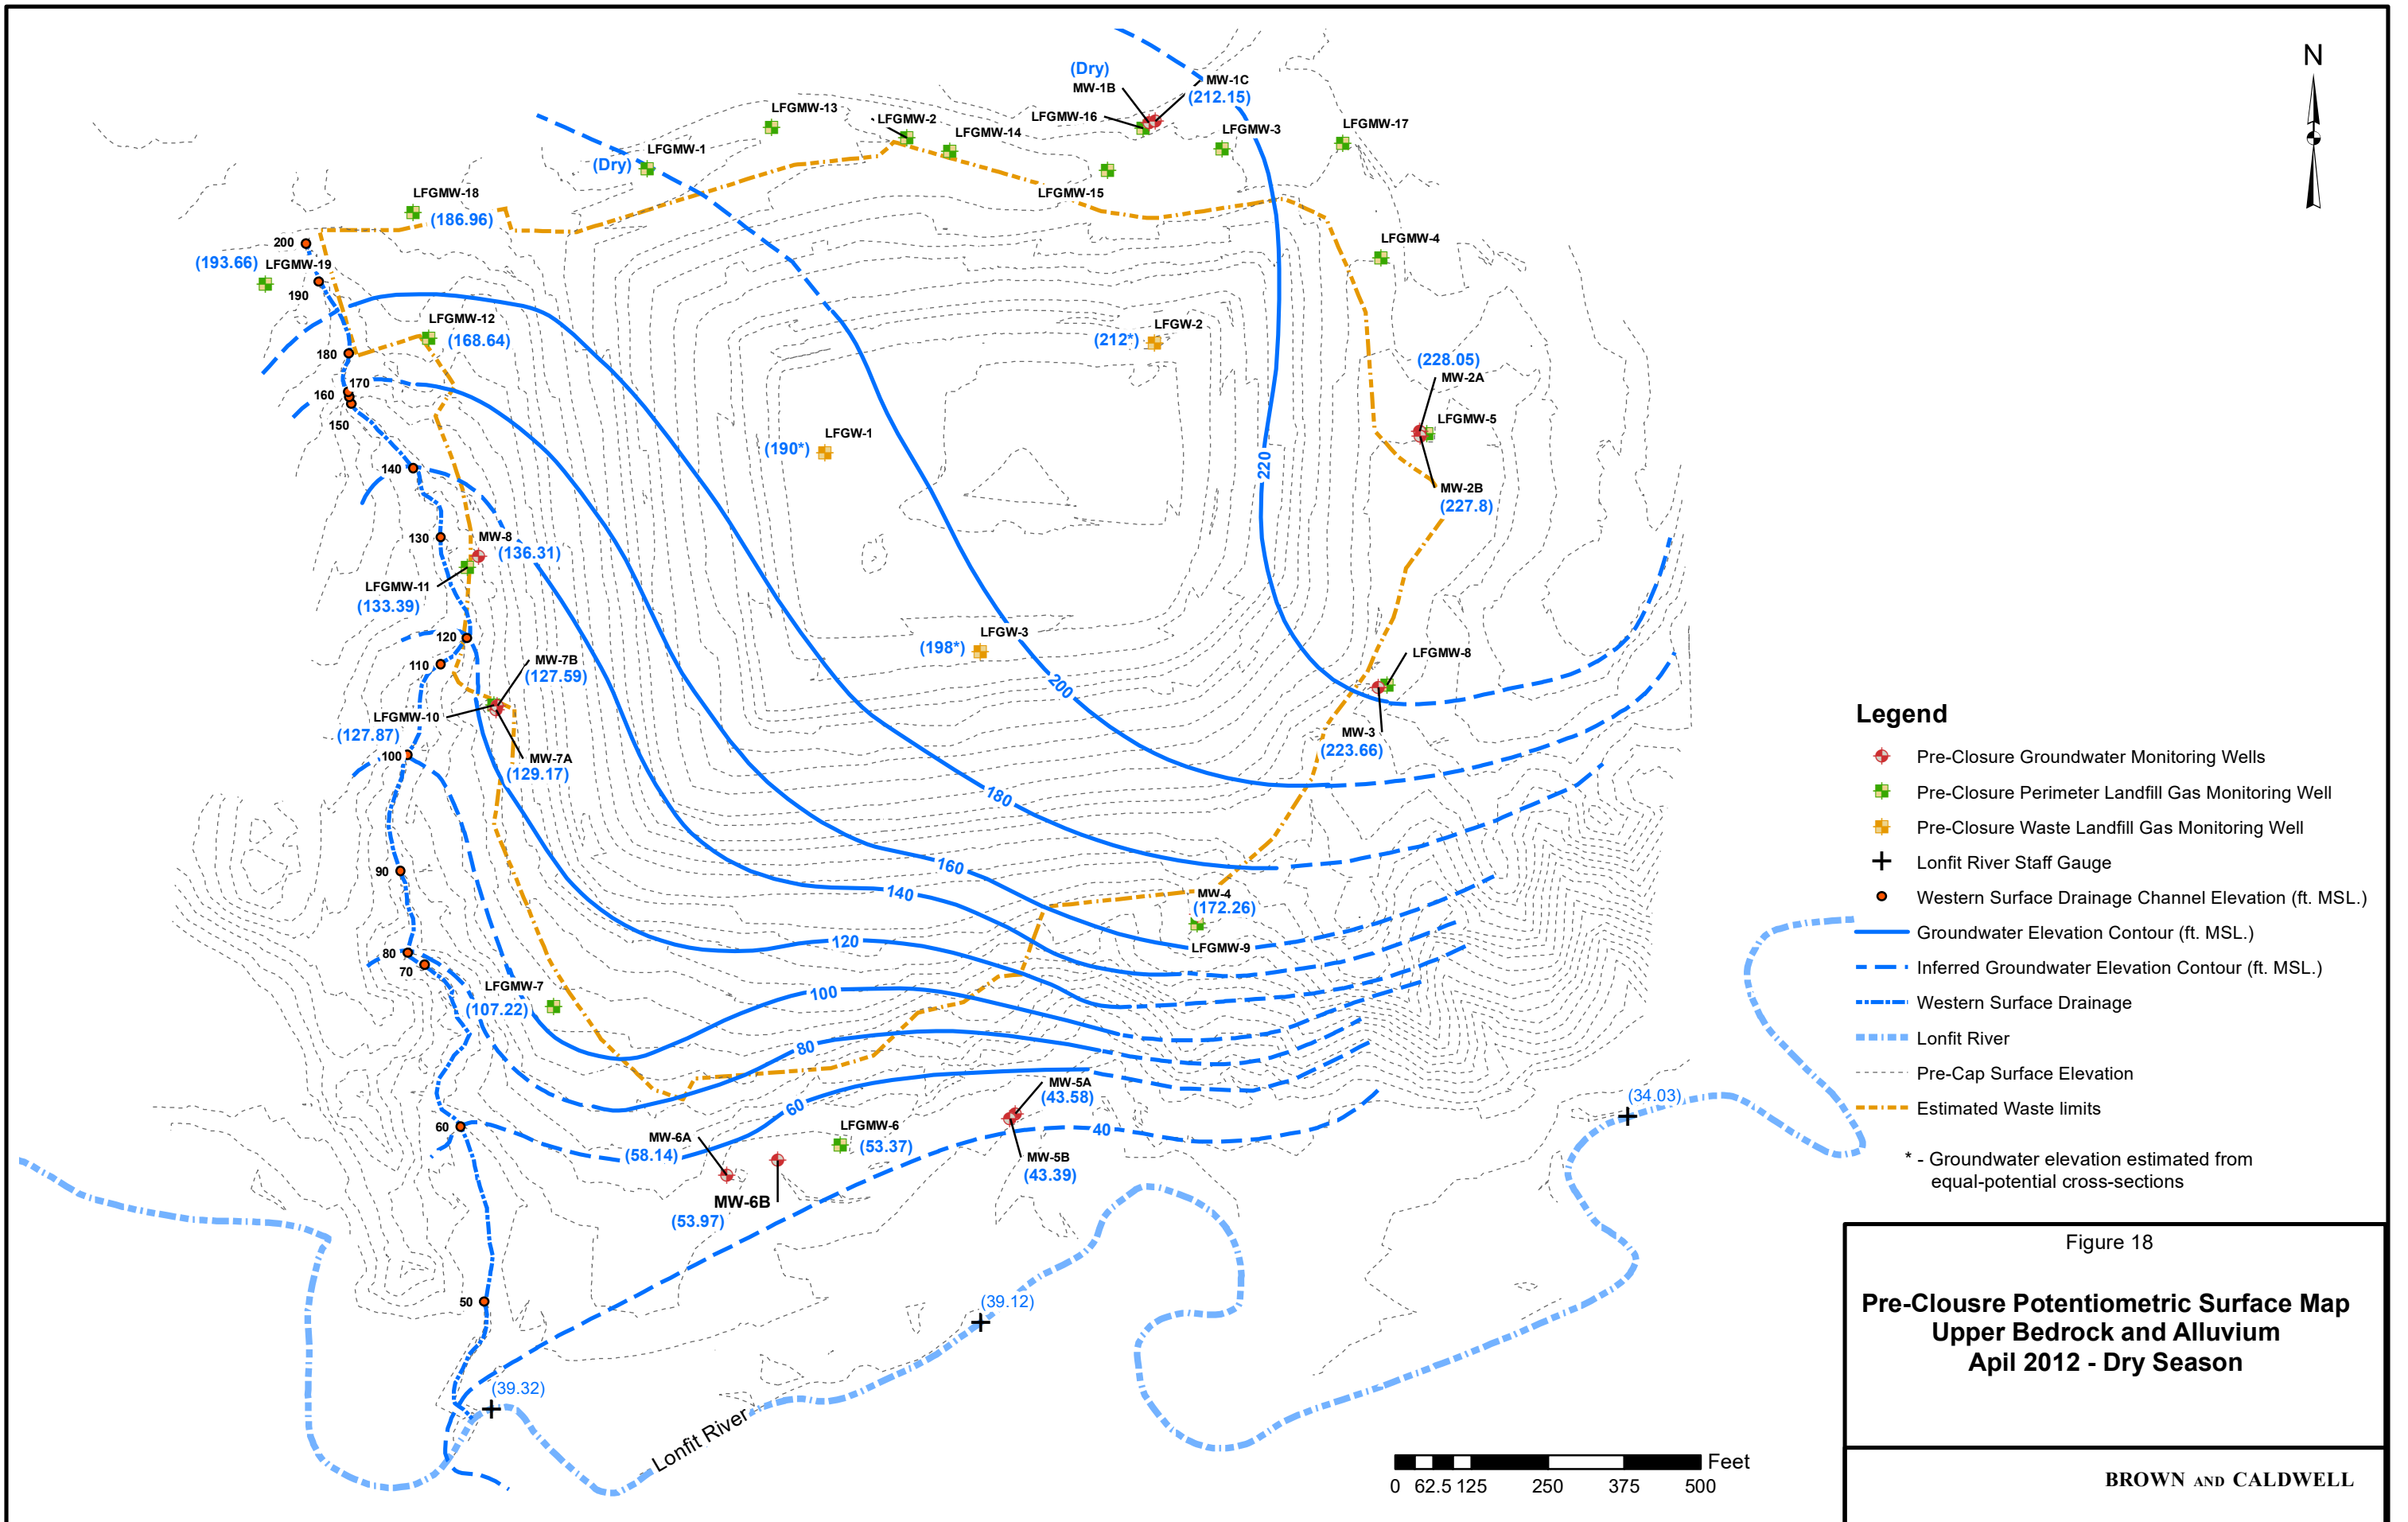 N
(Dry)
MW-1B
MW-1C
(212.15)
LFGMW-13
LFGMW-2
LFGMW-14
LFGMW-16
LFGMW-3
LFGMW-17
LFGMW-1
(Dry)
LFGMW-15
LFGMW-18
(186.96)
200
(193.66)
LFGMW-19
190
LFGMW-4
LFGMW-12
(168.64)
180
LFGW-2
(212*)
170
160
150
(228.05)
MW-2A
LFGMW-5
LFGW-1
(190*)
220
140
MW-2B
(227.8)
130
MW-8
(136.31)
LFGMW-11
(133.39)
120
LFGW-3
(198*)
110
MW-7B
(127.59)
LFGMW-8
200
LFGMW-10
(127.87)
MW-3
(223.66)
100
MW-7A
(129.17)
180
90
160
140
MW-4
(172.26)
120
LFGMW-9
80
70
LFGMW-7
(107.22)
100
80
60
MW-5A
(43.58)
60
MW-6A
(58.14)
LFGMW-6
(53.37)
40
MW-5B
(43.39)
MW-6B
(53.97)
(34.03)
50
(39.12)
(39.32)
Lonfit River
Legend
Pre-Closure Groundwater Monitoring Wells
Pre-Closure Perimeter Landfill Gas Monitoring Well
Pre-Closure Waste Landfill Gas Monitoring Well
Lonfit River Staff Gauge
Western Surface Drainage Channel Elevation (ft. MSL.)
Groundwater Elevation Contour (ft. MSL.)
Inferred Groundwater Elevation Contour (ft. MSL.)
Western Surface Drainage
Lonfit River
Pre-Cap Surface Elevation
Estimated Waste limits
* - Groundwater elevation estimated from
equal-potential cross-sections
Feet
0 62.5 125 250 375 500
Figure 18
Pre-Clousre Potentiometric Surface Map
Upper Bedrock and Alluvium
Apil 2012 - Dry Season
BROWN AND CALDWELL